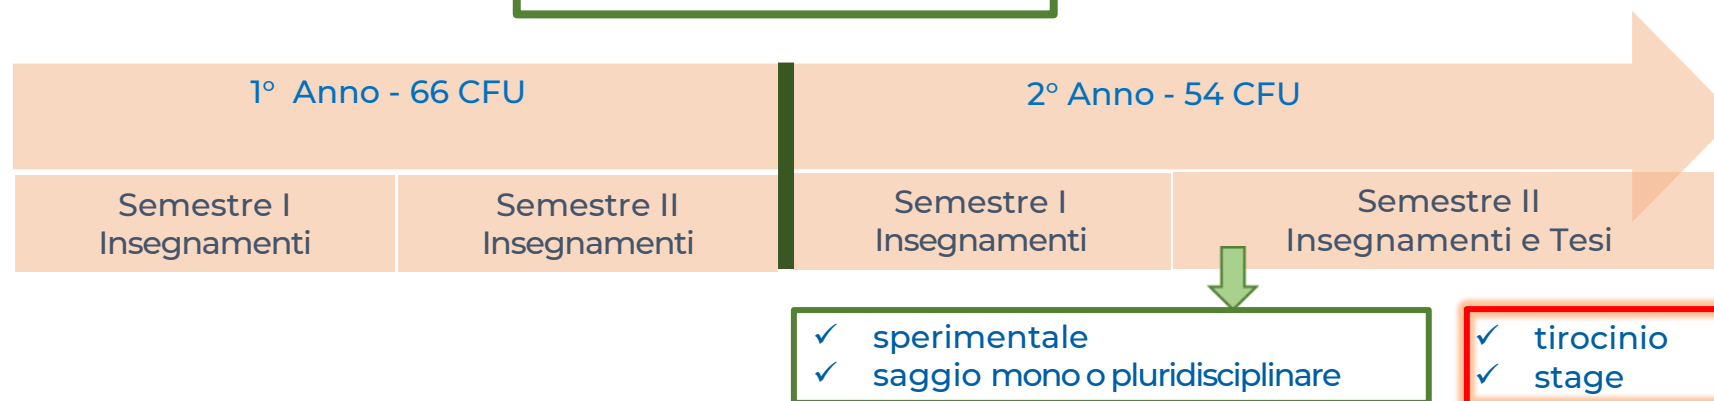 1° Anno - 66 CFU
2° Anno - 54 CFU
Semestre I
Insegnamenti
Semestre II
Insegnamenti
Semestre I
Insegnamenti
Semestre II
Insegnamenti e Tesi
✓ sperimentale
✓ saggio mono o pluridisciplinare
✓ tirocinio
✓ stage